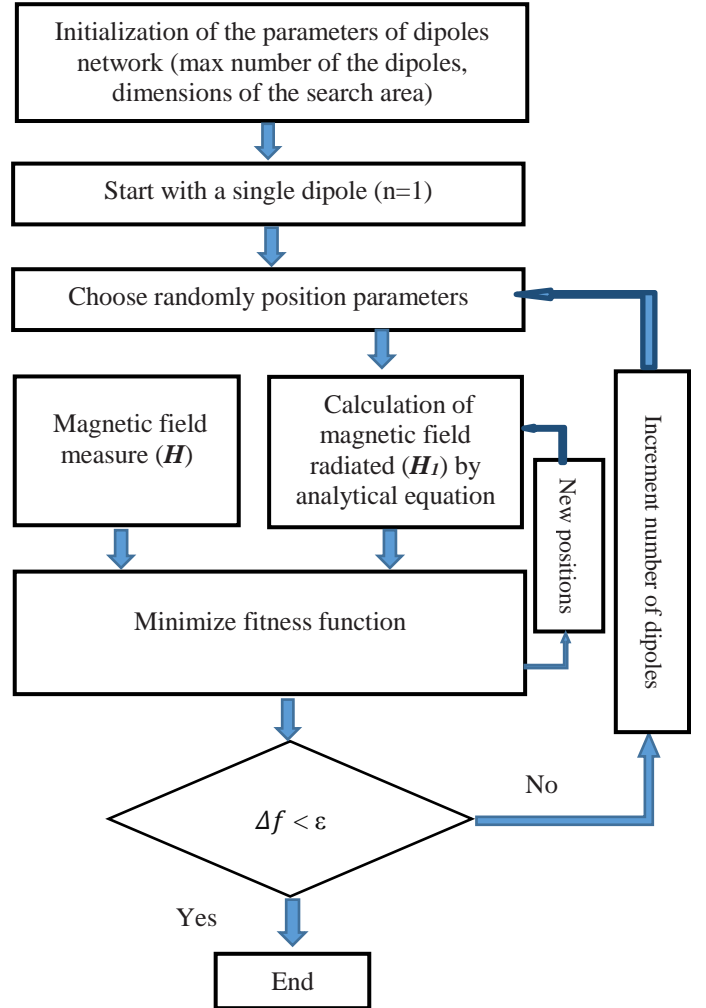 Initialization of the parameters of dipoles
network (max number of the dipoles,
dimensions of the search area)
Start with a single dipole (n=1)
Choose randomly position parameters
Magnetic field
measure (H)
Calculation of
magnetic field
radiated (H₁) by
analytical equation
New positions
Increment number of dipoles
Minimize fitness function
Δf < ε
No
Yes
End